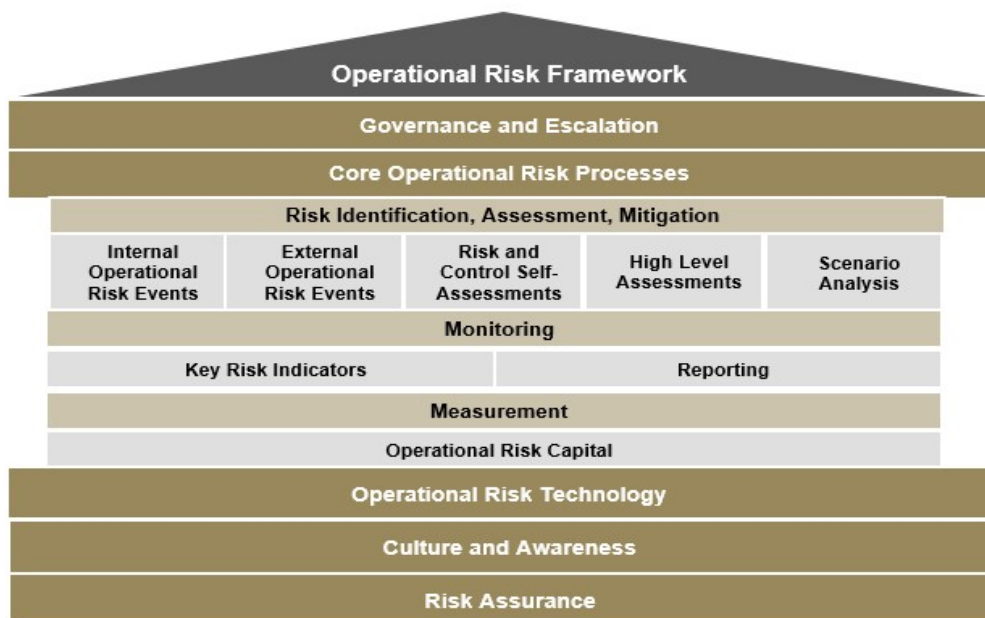 Operational Risk Framework
Governance and Escalation
Core Operational Risk Processes
Risk Identification, Assessment, Mitigation
Internal
Operational
Risk Events
External
Operational
Risk Events
Risk and
Control Self-
Assessments
High Level
Assessments
Scenario
Analysis
Monitoring
Key Risk Indicators
Reporting
Measurement
Operational Risk Capital
Operational Risk Technology
Culture and Awareness
Risk Assurance